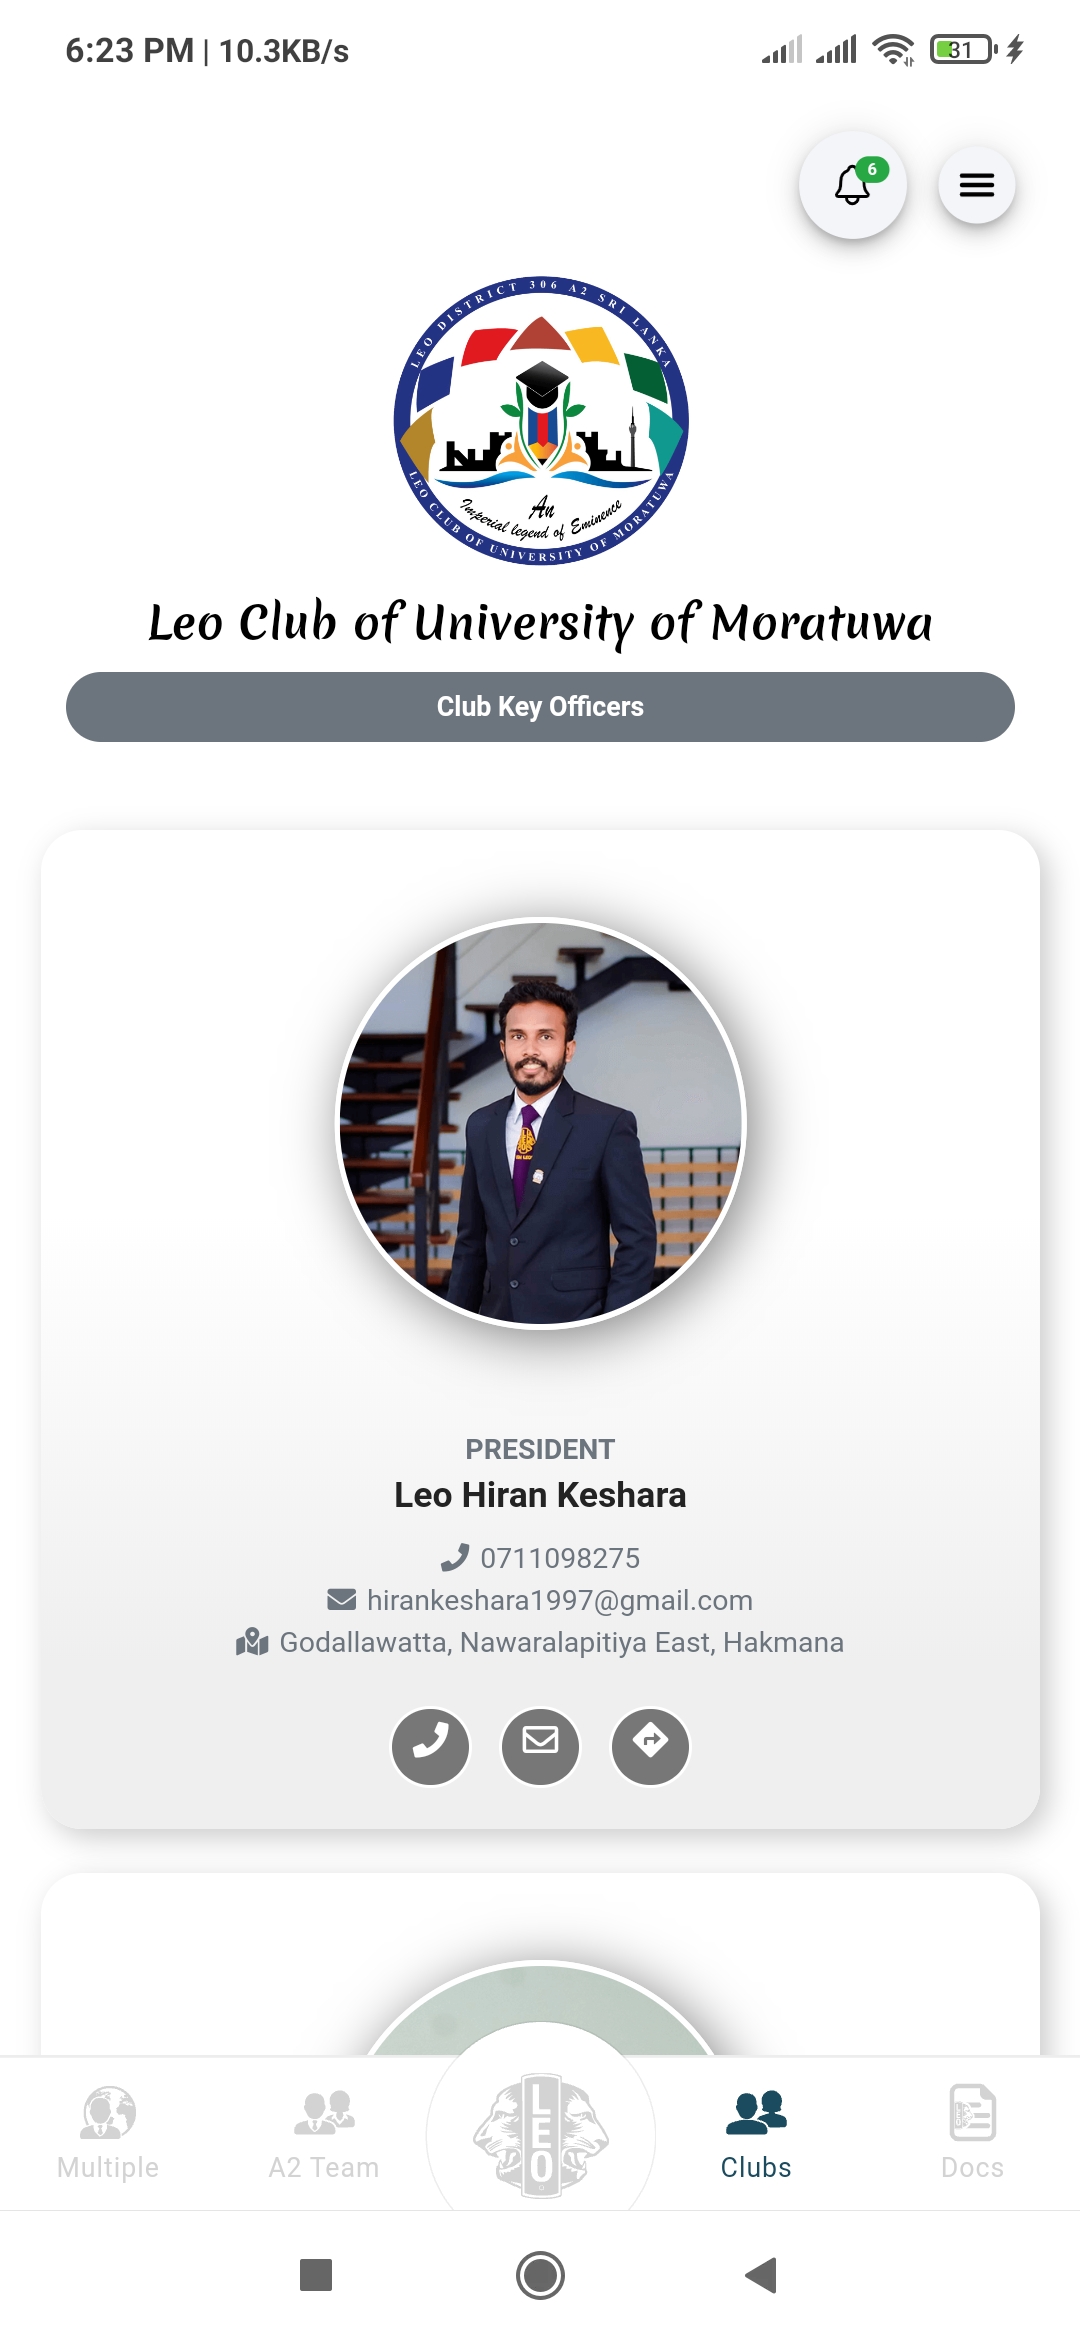 6:23 PM | 10.3KB/s
31
6
LEO DISTRICT 306 A2 SRI LANKA
An
Imperial legend of Eminence
LEO CLUB OF UNIVERSITY OF MORATUWA
Leo Club of University of Moratuwa
Club Key Officers
PRESIDENT
Leo Hiran Keshara
0711098275
hirankeshara1997@gmail.com
Godallawatta, Nawaralapitiya East, Hakmana
LEO
Multiple
A2 Team
Clubs
Docs